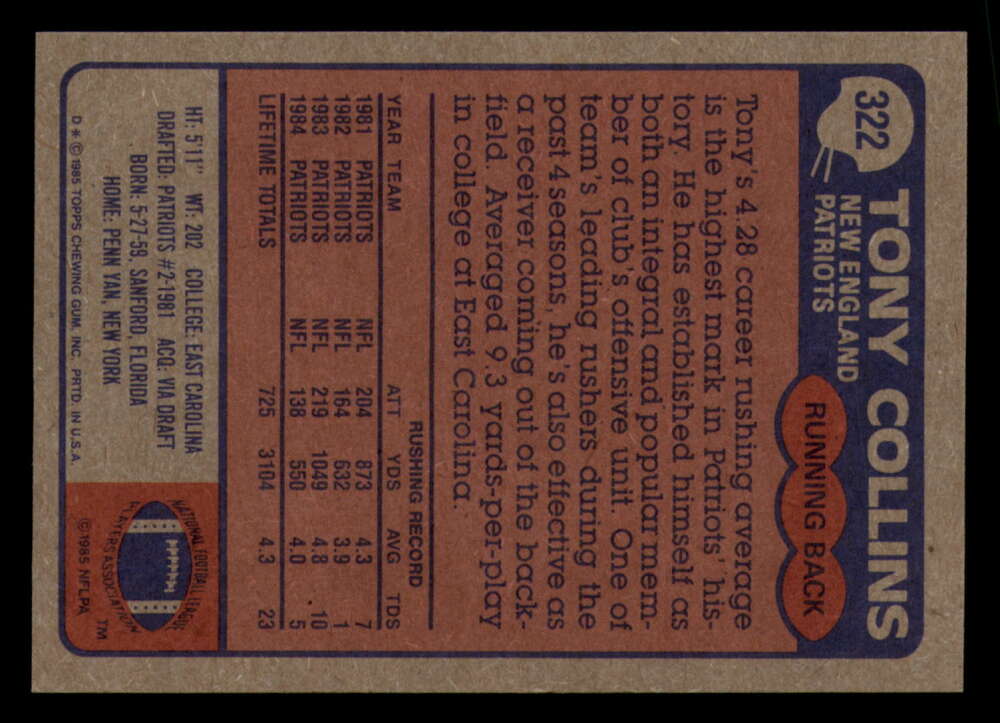 322
TONY COLLINS
NEW ENGLAND
PATRIOTS
RUNNING BACK
Tony's 4.28 career rushing average
is the highest mark in Patriots' his-
tory. He has established himself as
both an integral and popular mem-
ber of club's offensive unit. One of
team's leading rushers during the
past 4 seasons, he's also effective as
a receiver coming out of the back-
field. Averaged 9.3 yards-per-play
in college at East Carolina.
RUSHING RECORD
YEAR TEAM ATT YDS AVG TDS
1981 PATRIOTS NFL 204 873 4.3 7
1982 PATRIOTS NFL 164 632 3.9 1
1983 PATRIOTS NFL 219 1049 4.8 10
1984 PATRIOTS NFL 138 550 4.0 5
LIFETIME TOTALS 725 3104 4.3 23
HT: 5'11" WT: 202 COLLEGE: EAST CAROLINA
DRAFTED: PATRIOTS #2-1981 ACQ: VIA DRAFT
BORN: 5-27-59, SANFORD, FLORIDA
HOME: PENN YAN, NEW YORK
D * © 1985 TOPPS CHEWING GUM, INC. PRTD. IN U.S.A.
NATIONAL FOOTBALL LEAGUE
PLAYERS ASSOCIATION
TM
© 1985 NFLPA